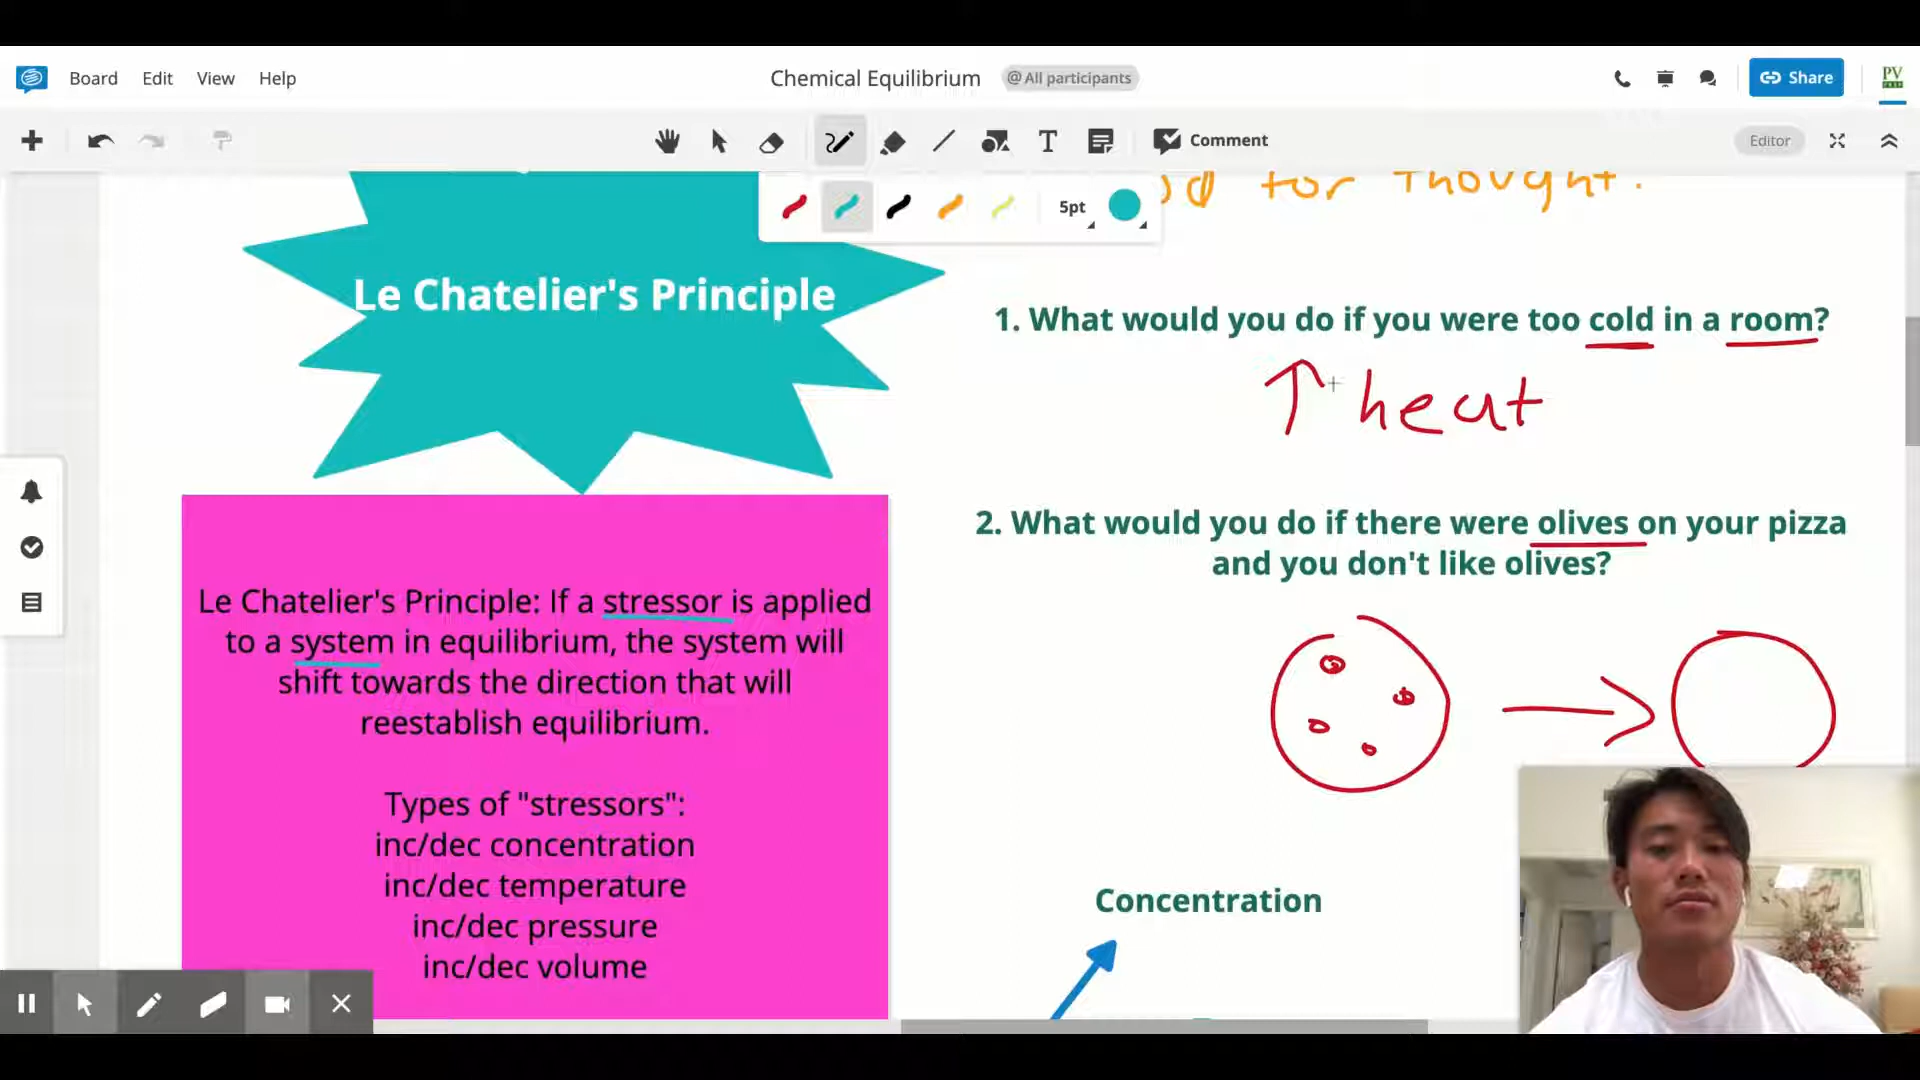 Board Edit View Help
Chemical Equilibrium @ All participants
Share
PV
PREP
T
Comment
Editor
for Thought.
5pt
Le Chatelier's Principle
1. What would you do if you were too cold in a room?
↑ heat
2. What would you do if there were olives on your pizza
and you don't like olives?
Le Chatelier's Principle: If a stressor is applied
to a system in equilibrium, the system will
shift towards the direction that will
reestablish equilibrium.
Types of "stressors":
inc/dec concentration
inc/dec temperature
inc/dec pressure
inc/dec volume
Concentration